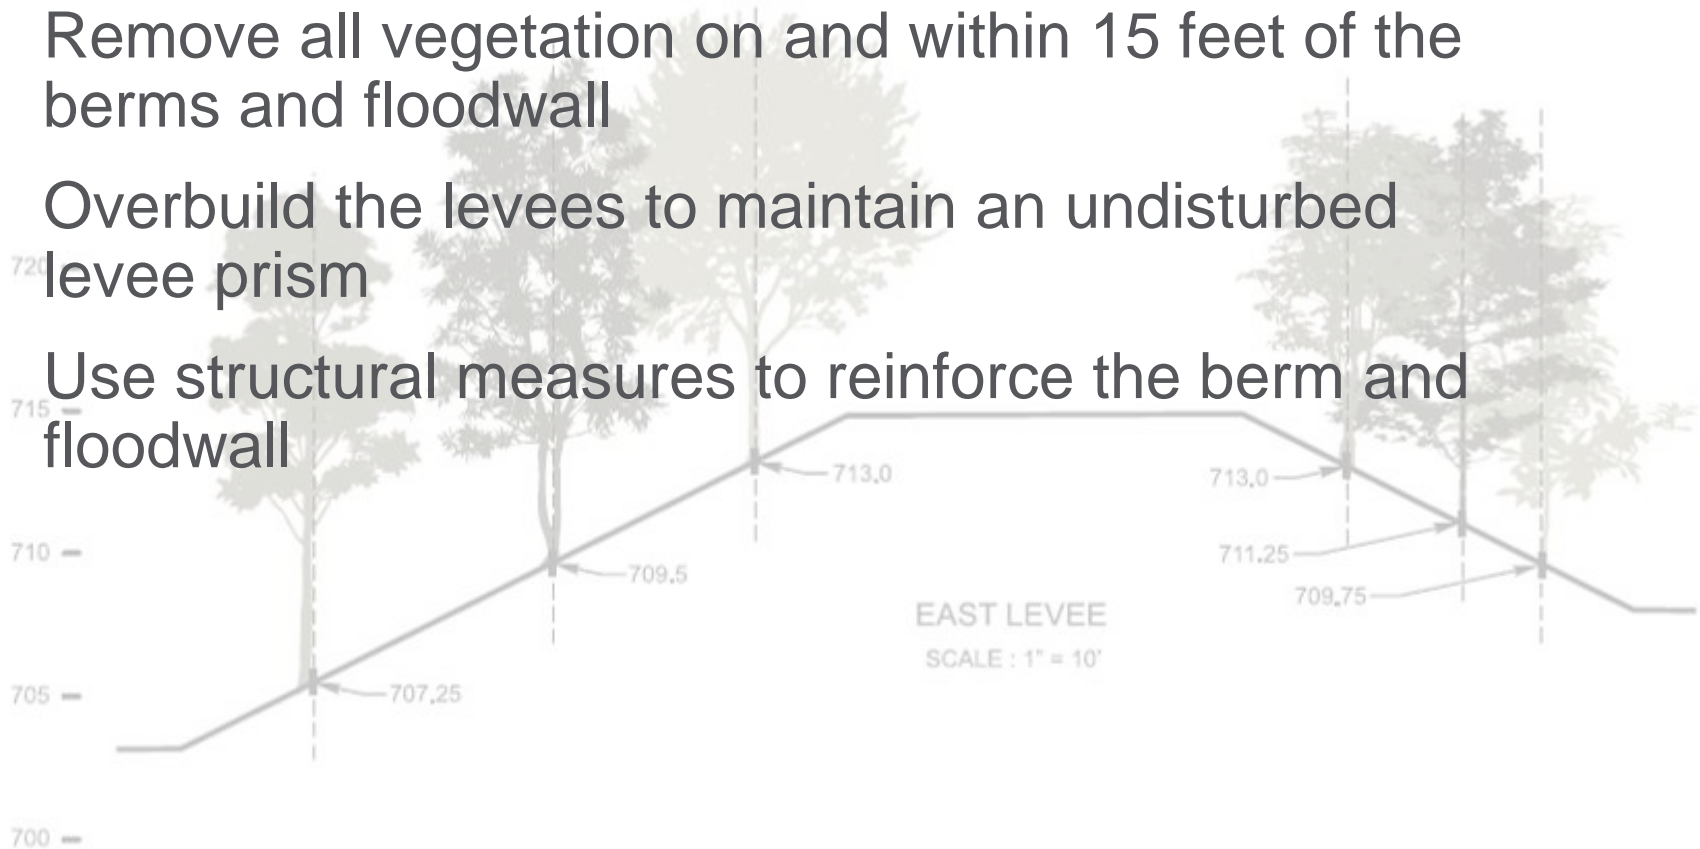 Remove all vegetation on and within 15 feet of the
berms and floodwall
Overbuild the levees to maintain an undisturbed
levee prism
Use structural measures to reinforce the berm and
floodwall
720
715
710
705
700
713.0
709.5
707.25
713.0
711.25
709.75
EAST LEVEE
SCALE : 1" = 10'